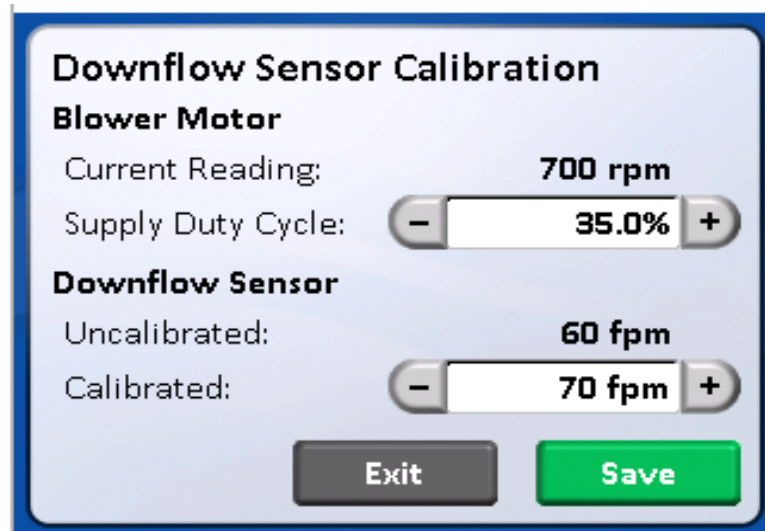 Downflow Sensor Calibration
Blower Motor
Current Reading: 700 rpm
Supply Duty Cycle: - 35.0% +
Downflow Sensor
Uncalibrated: 60 fpm
Calibrated: - 70 fpm +
Exit Save